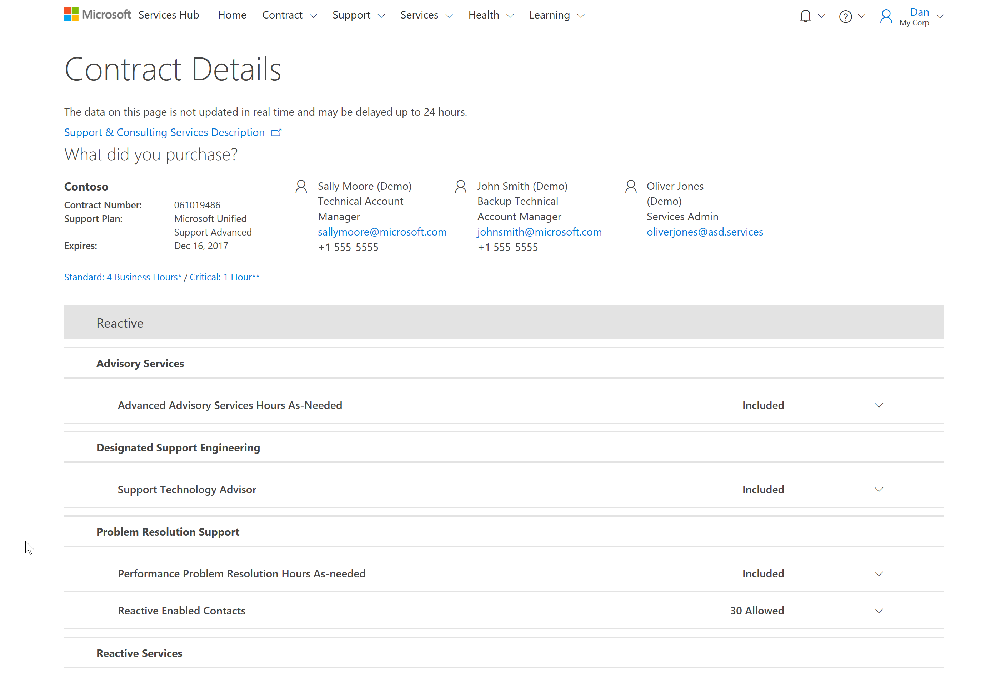 Microsoft Services Hub Home Contract Support Services Health Learning Dan
My Corp
Contract Details
The data on this page is not updated in real time and may be delayed up to 24 hours.
Support & Consulting Services Description
What did you purchase?
Contoso
Contract Number: 061019486
Support Plan: Microsoft Unified
Support Advanced
Expires: Dec 16, 2017
Sally Moore (Demo)
Technical Account
Manager
sallymoore@microsoft.com
+1 555-5555
John Smith (Demo)
Backup Technical
Account Manager
johnsmith@microsoft.com
+1 555-5555
Oliver Jones
(Demo)
Services Admin
oliverjones@asd.services
Standard: 4 Business Hours* / Critical: 1 Hour**
Reactive
Advisory Services
Advanced Advisory Services Hours As-Needed Included
Designated Support Engineering
Support Technology Advisor Included
Problem Resolution Support
Performance Problem Resolution Hours As-needed Included
Reactive Enabled Contacts 30 Allowed
Reactive Services